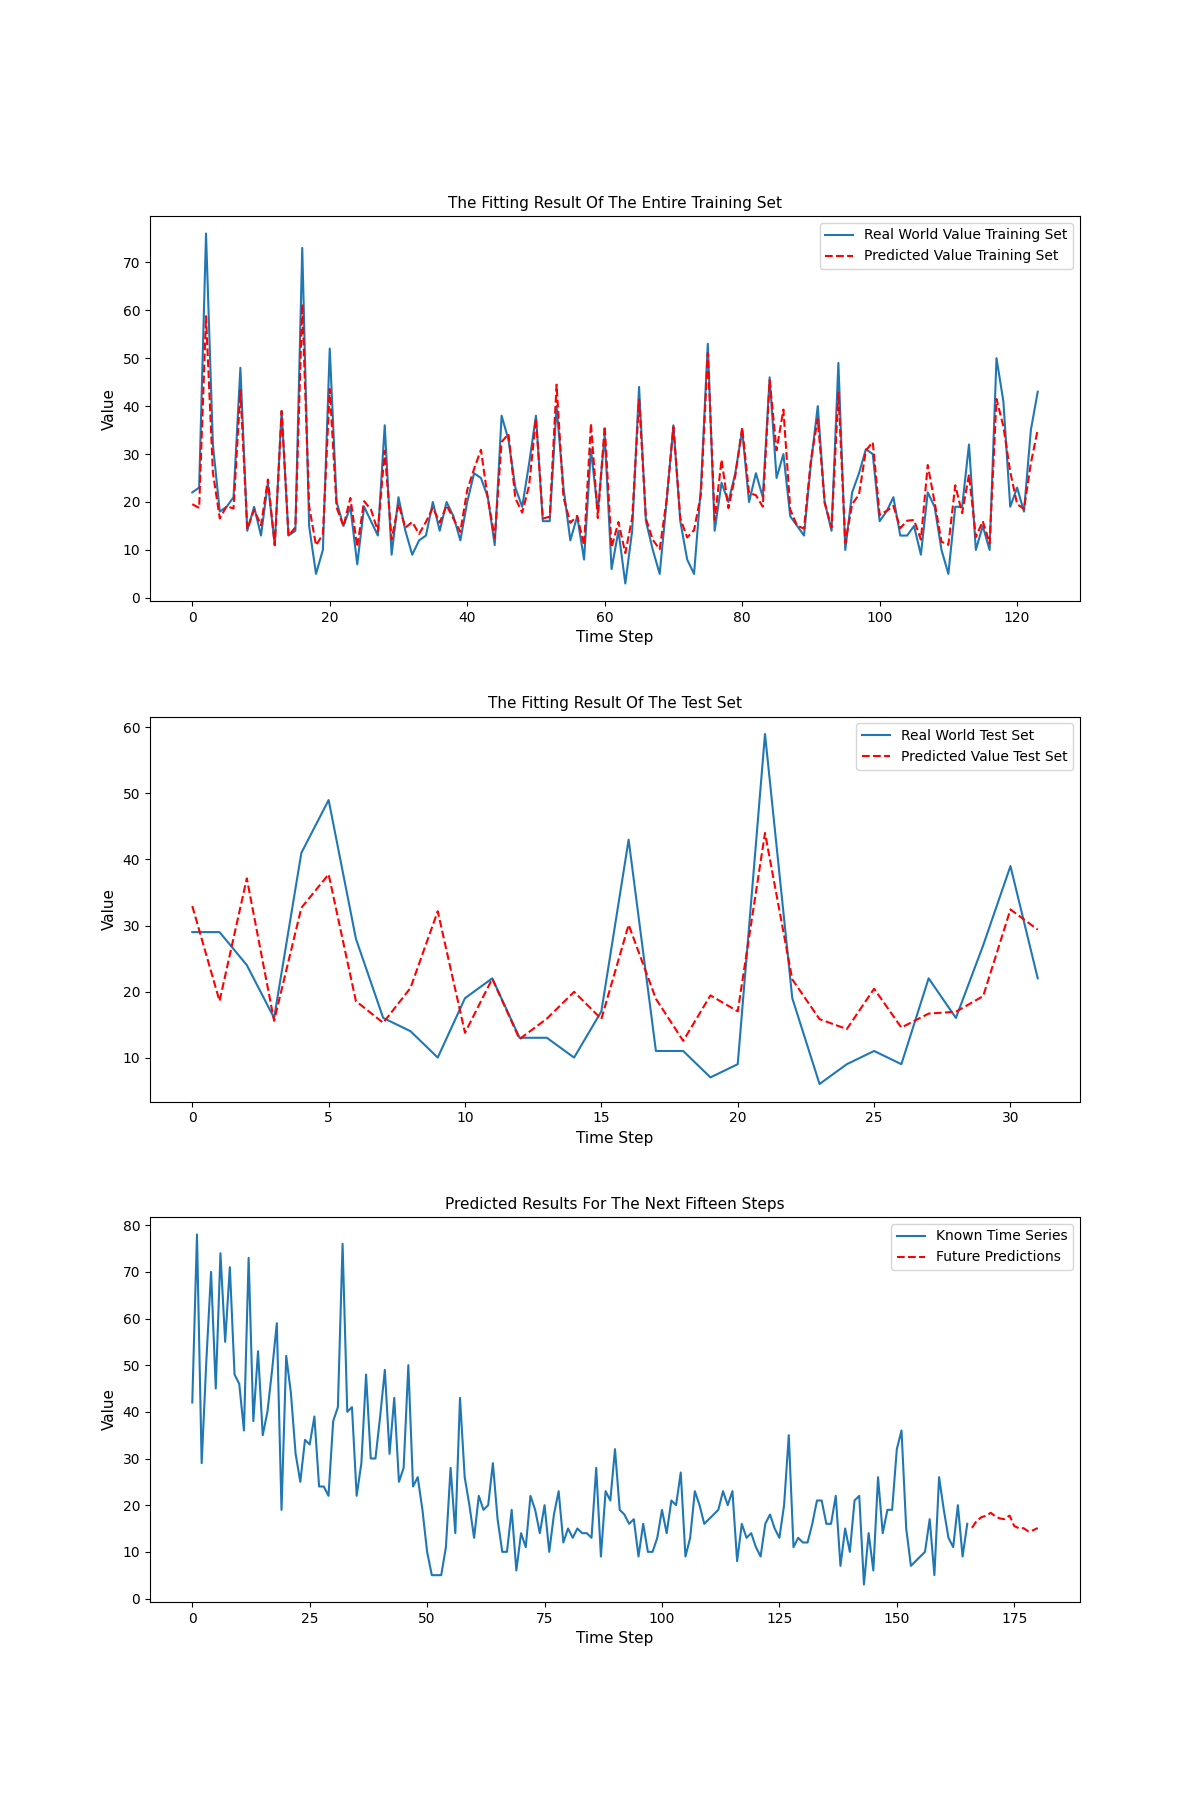 The Fitting Result Of The Entire Training Set
Real World Value Training Set
Predicted Value Training Set
Value
70
60
50
40
30
20
10
0
0 20 40 60 80 100 120
Time Step
The Fitting Result Of The Test Set
Real World Test Set
Predicted Value Test Set
Value
60
50
40
30
20
10
0 5 10 15 20 25 30
Time Step
Predicted Results For The Next Fifteen Steps
Known Time Series
Future Predictions
Value
80
70
60
50
40
30
20
10
0
0 25 50 75 100 125 150 175
Time Step